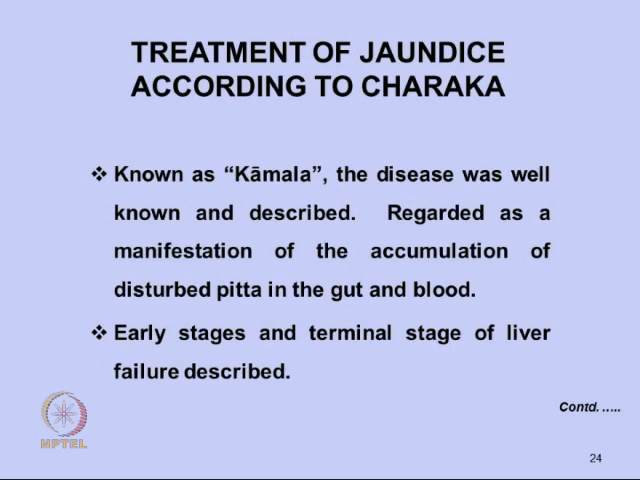 TREATMENT OF JAUNDICE
ACCORDING TO CHARAKA
❖ Known as “Kāmala”, the disease was well
known and described. Regarded as a
manifestation of the accumulation of
disturbed pitta in the gut and blood.
❖ Early stages and terminal stage of liver
failure described.
Contd. .....
NPTEL
24